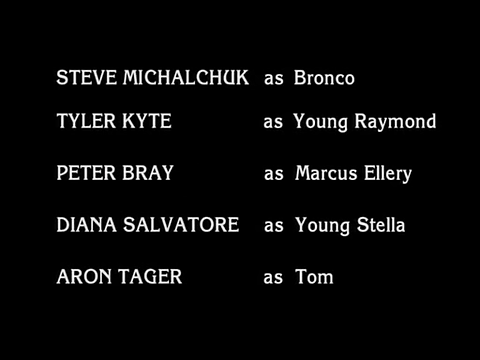 STEVE MICHALCHUK as Bronco
TYLER KYTE as Young Raymond
PETER BRAY as Marcus Ellery
DIANA SALVATORE as Young Stella
ARON TAGER as Tom